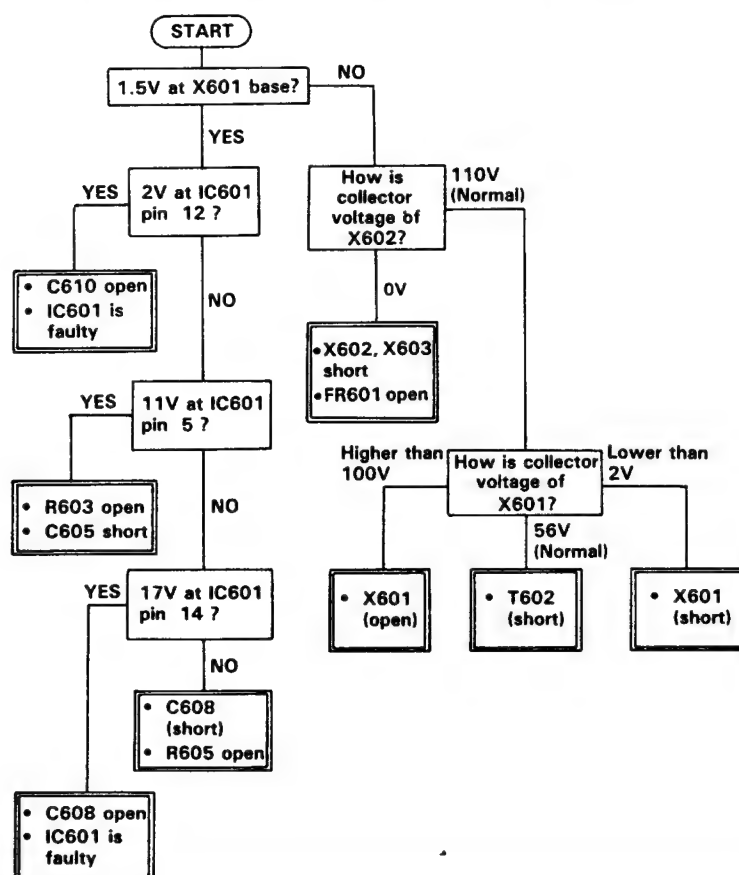 START
1.5V at X601 base?
NO
YES
YES
2V at IC601
pin 12 ?
How is
collector
voltage of
X602?
110V
(Normal)
• C610 open
• IC601 is
faulty
NO
0V
• X602, X603
short
• FR601 open
YES
11V at IC601
pin 5 ?
Higher than
100V
How is collector
voltage of
X601?
Lower than
2V
• R603 open
• C605 short
NO
56V
(Normal)
YES
17V at IC601
pin 14 ?
• X601
(open)
• T602
(short)
• X601
(short)
NO
• C608
(short)
• R605 open
• C608 open
• IC601 is
faulty